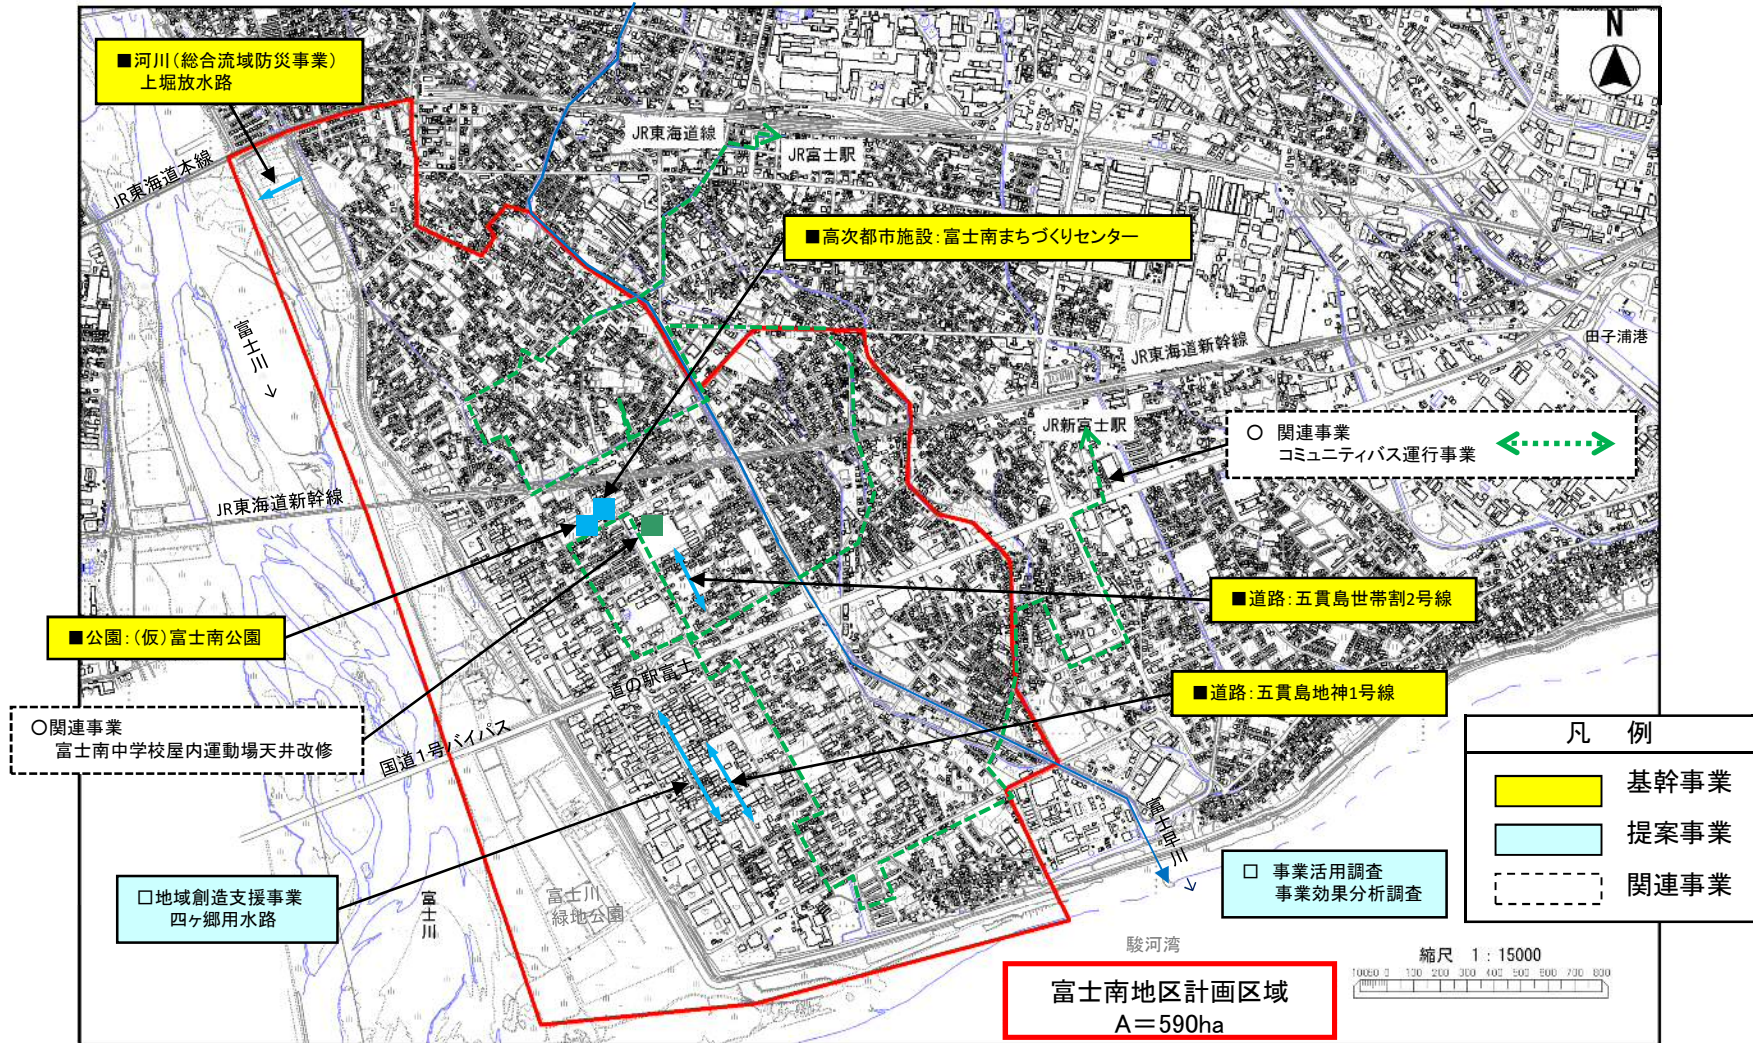 ■河川(総合流域防災事業)
上堀放水路
N
JR東海道線
JR富士駅
JR東海道本線
■高次都市施設:富士南まちづくりセンター
富士川
↓
田子浦港
JR東海道新幹線
JR新富士駅
○ 関連事業
コミュニティバス運行事業
JR東海道新幹線
■道路:五貫島世帯割2号線
■公園:(仮)富士南公園
道の駅富士
■道路:五貫島地神1号線
○関連事業
富士南中学校屋内運動場天井改修
国道1号バイパス
凡 例
基幹事業
提案事業
関連事業
富士早川
↓
□地域創造支援事業
四ヶ郷用水路
富士川
富士川
緑地公園
□ 事業活用調査
事業効果分析調査
駿河湾
縮尺 1:15000
100 200 300 400 500 600 700 800
富士南地区計画区域
A=590ha